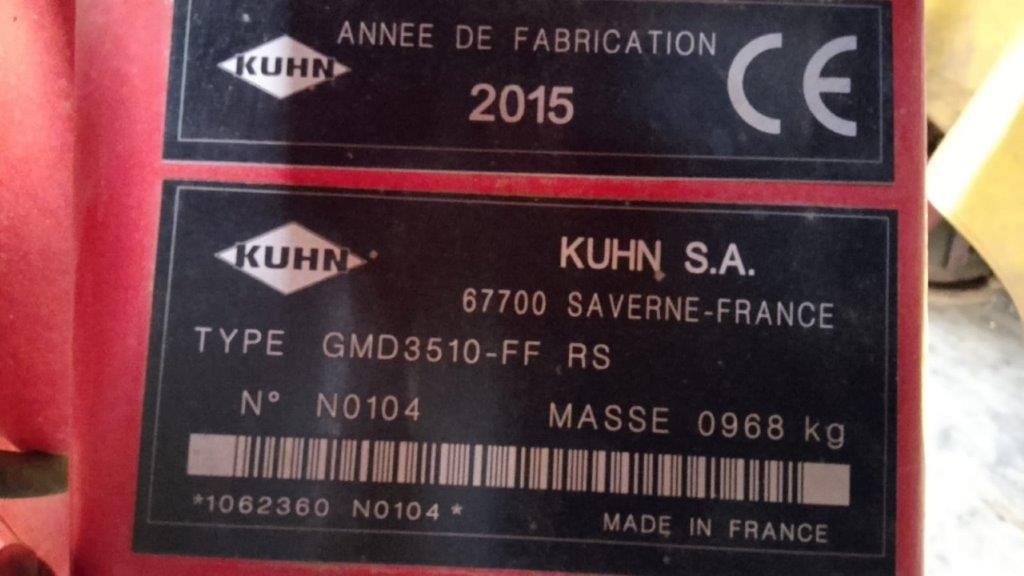 ANNEE DE FABRICATION
KUHN
2015
CE
KUHN
KUHN S.A.
67700 SAVERNE-FRANCE
TYPE GMD3510-FF RS
N° N0104 MASSE 0968 kg
*1062360 N0104*
MADE IN FRANCE